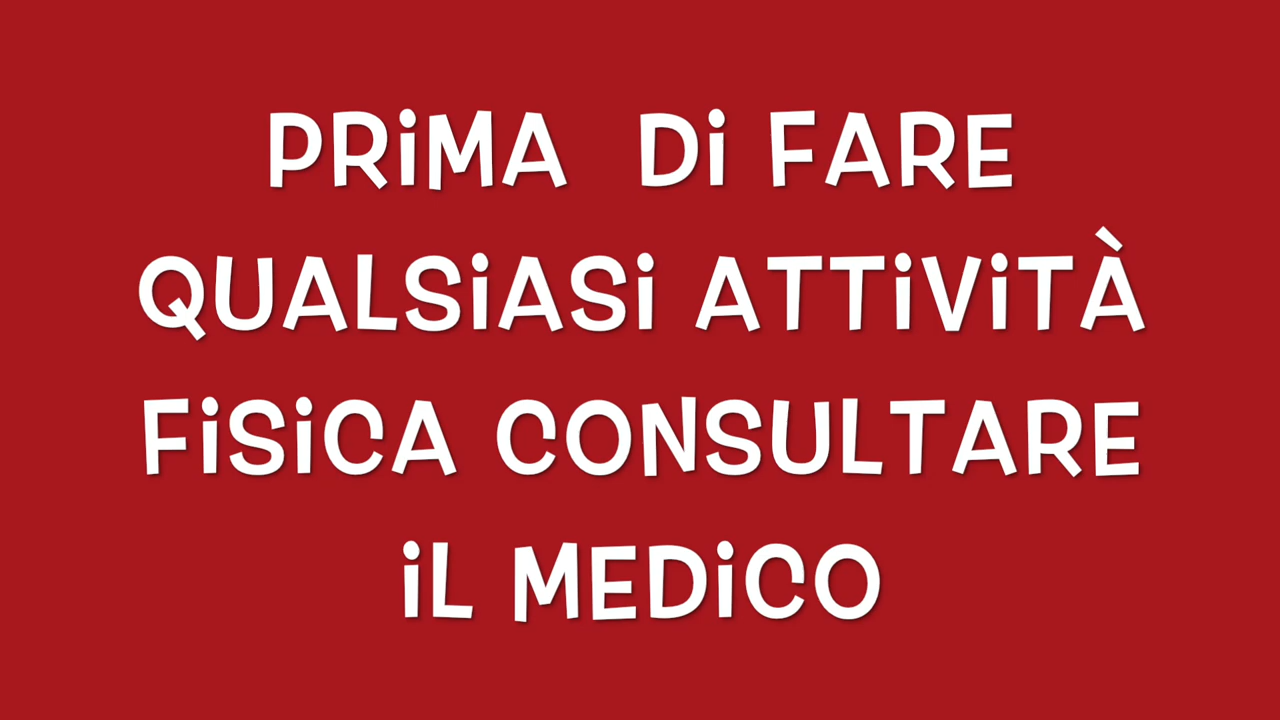 PRiMA  Di FARE
QUALSiASi ATTiViTÀ
FiSiCA CONSULTARE
iL MEDiCO